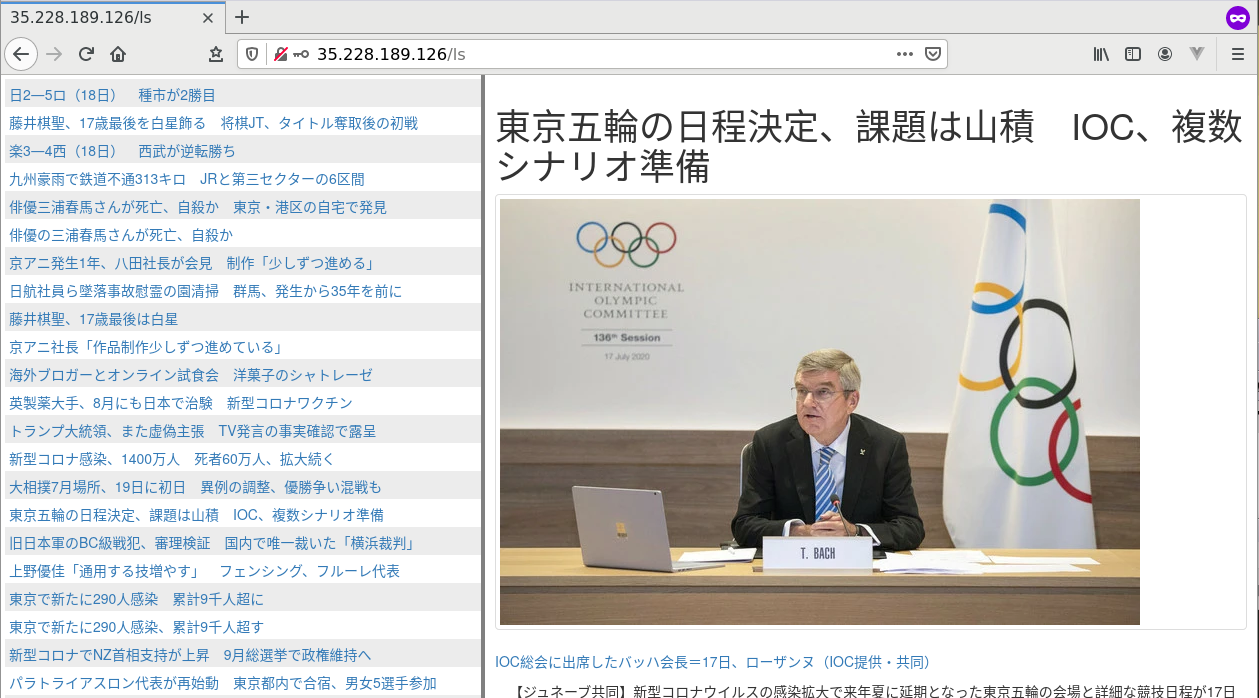 35.228.189.126/ls
35.228.189.126/ls
日2―5ロ（18日）　種市が2勝目
藤井棋聖、17歳最後を白星飾る　将棋JT、タイトル奪取後の初戦
楽3―4西（18日）　西武が逆転勝ち
九州豪雨で鉄道不通313キロ　JRと第三セクターの6区間
俳優三浦春馬さんが死亡、自殺か　東京・港区の自宅で発見
俳優の三浦春馬さんが死亡、自殺か
京アニ発生1年、八田社長が会見　制作「少しずつ進める」
日航社員ら墜落事故慰霊の園清掃　群馬、発生から35年を前に
藤井棋聖、17歳最後は白星
京アニ社長「作品制作少しずつ進めている」
海外ブロガーとオンライン試食会　洋菓子のシャトレーゼ
英製薬大手、8月にも日本で治験　新型コロナワクチン
トランプ大統領、また虚偽主張　TV発言の事実確認で露呈
新型コロナ感染、1400万人　死者60万人、拡大続く
大相撲7月場所、19日に初日　異例の調整、優勝争い混戦も
東京五輪の日程決定、課題は山積　IOC、複数シナリオ準備
旧日本軍のBC級戦犯、審理検証　国内で唯一裁いた「横浜裁判」
上野優佳「通用する技増やす」　フェンシング、フルーレ代表
東京で新たに290人感染　累計9千人超に
東京で新たに290人感染、累計9千人超す
新型コロナでNZ首相支持が上昇　9月総選挙で政権維持へ
パラトライアスロン代表が再始動　東京都内で合宿、男女5選手参加
東京五輪の日程決定、課題は山積　IOC、複数
シナリオ準備
INTERNATIONAL
OLYMPIC
COMMITTEE
136th Session
17 July 2020
T. BACH
IOC総会に出席したバッハ会長＝17日、ローザンヌ（IOC提供・共同）
【ジュネーブ共同】新型コロナウイルスの感染拡大で来年夏に延期となった東京五輪の会場と詳細な競技日程が17日